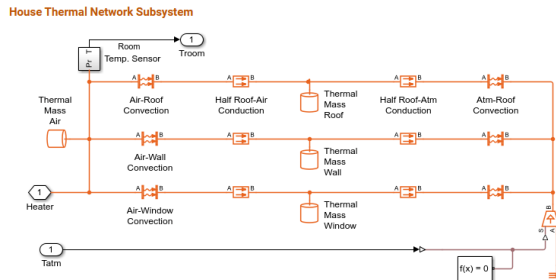 House Thermal Network Subsystem
Pr T
Room
Temp. Sensor
1
Troom
A B
A B
A B
A B
Thermal
Mass
Air
Air-Roof
Convection
Half Roof-Air
Conduction
Thermal
Mass
Roof
Half Roof-Atm
Conduction
Atm-Roof
Convection
A B
A B
A B
A B
Air-Wall
Convection
Thermal
Mass
Wall
1
Heater
A B
A B
A B
A B
Air-Window
Convection
Thermal
Mass
Window
B
S A
1
Tatm
f(x) = 0